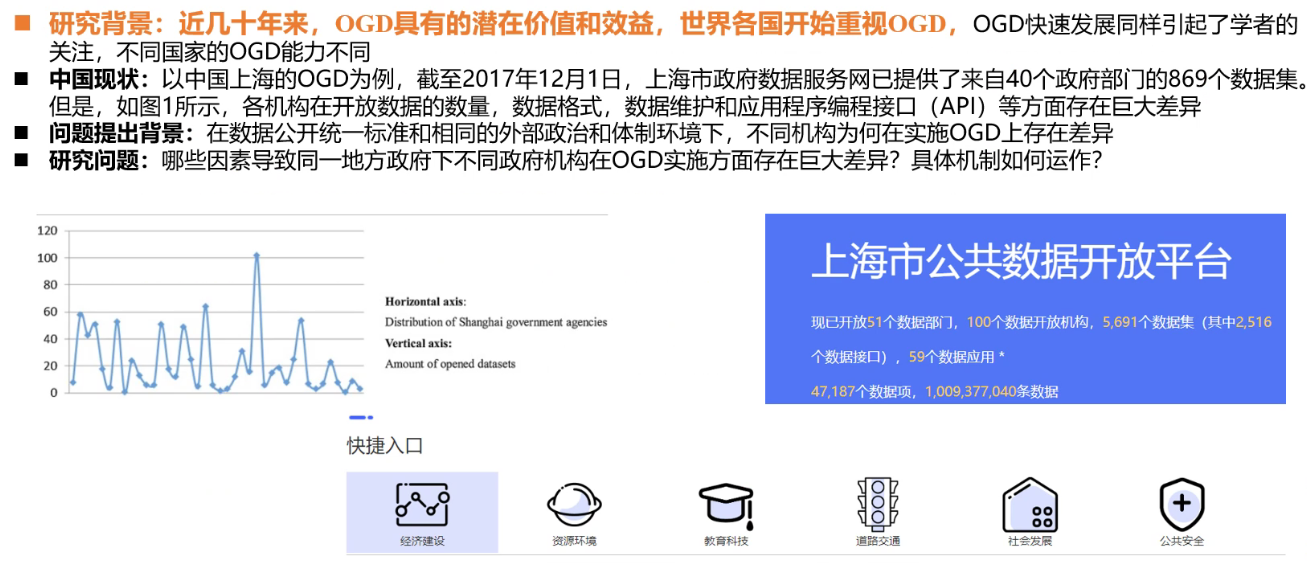 研究背景：近几十年来，OGD具有的潜在价值和效益，世界各国开始重视OGD，OGD快速发展同样引起了学者的
关注，不同国家的OGD能力不同
中国现状：以中国上海的OGD为例，截至2017年12月1日，上海市政府数据服务网已提供了来自40个政府部门的869个数据集。
但是，如图1所示，各机构在开放数据的数量，数据格式，数据维护和应用程序编程接口（API）等方面存在巨大差异
问题提出背景：在数据公开统一标准和相同的外部政治和体制环境下，不同机构为何在实施OGD上存在差异
研究问题：哪些因素导致同一地方政府下不同政府机构在OGD实施方面存在巨大差异？具体机制如何运作？
120
100
80
60
40
20
0
Horizontal axis:
Distribution of Shanghai government agencies
Vertical axis:
Amount of opened datasets
上海市公共数据开放平台
现已开放51个数据部门，100个数据开放机构，5,691个数据集（其中2,516
个数据接口），59个数据应用 *
47,187个数据项，1,009,377,040条数据
快捷入口
经济建设
资源环境
教育科技
道路交通
社会发展
公共安全